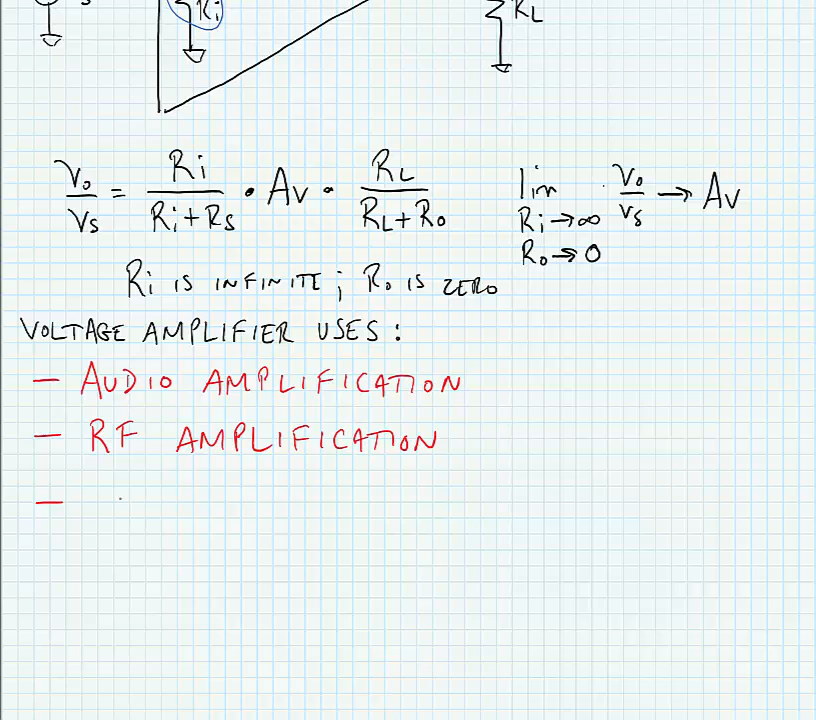 Ri RL
Vo/Vs = Ri/(Ri+Rs) • Av • RL/(RL+Ro) lim Ri→∞ Ro→0 Vo/Vs → Av
Ri IS INFINITE; Ro IS ZERO
VOLTAGE AMPLIFIER USES:
— AUDIO AMPLIFICATION
— RF AMPLIFICATION
—